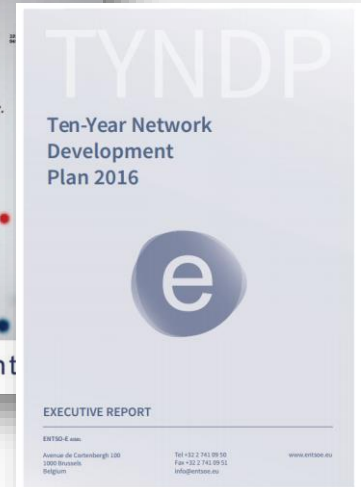 TYNDP
Ten-Year Network
Development
Plan 2016
e
EXECUTIVE REPORT
ENTSO-E AISBL
Avenue de Cortenbergh 100
1000 Brussels
Belgium
Tel +32 2 741 09 50
Fax +32 2 741 09 51
info@entsoe.eu
www.entsoe.eu
nt